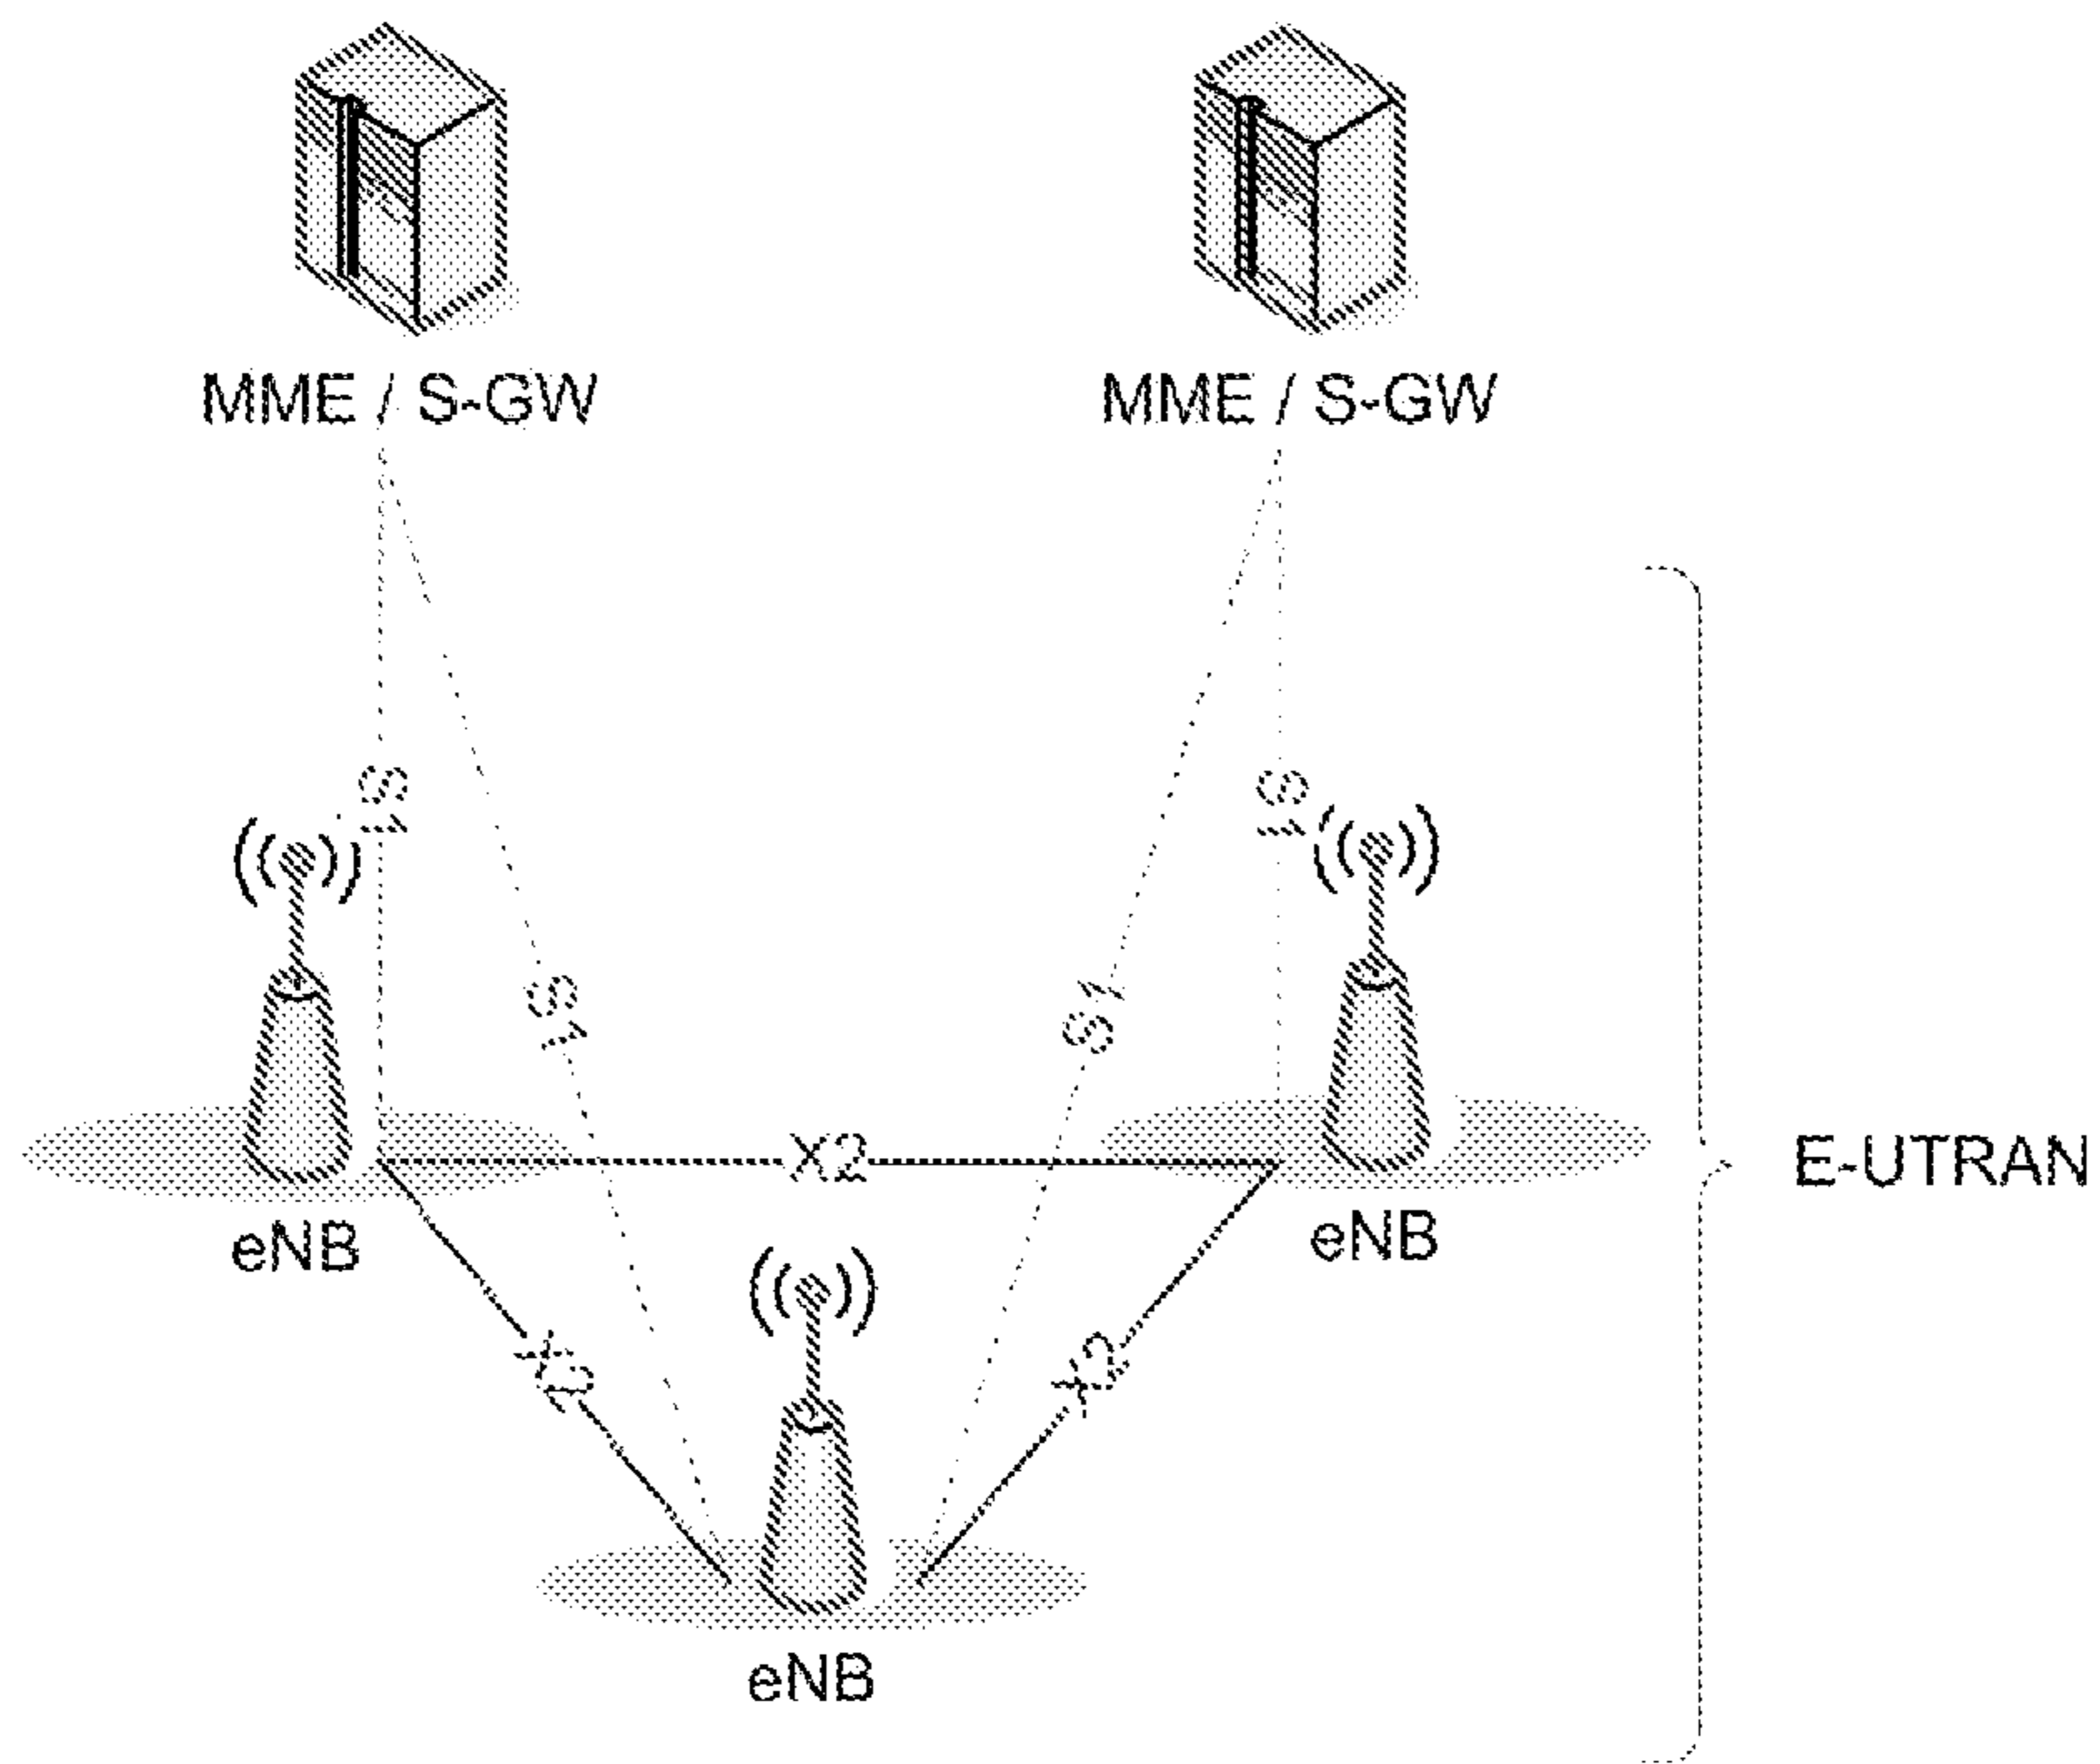 MME / S-GW
MME / S-GW
S1
S1
S1
S1
X2
E-UTRAN
eNB
eNB
X2
X2
eNB